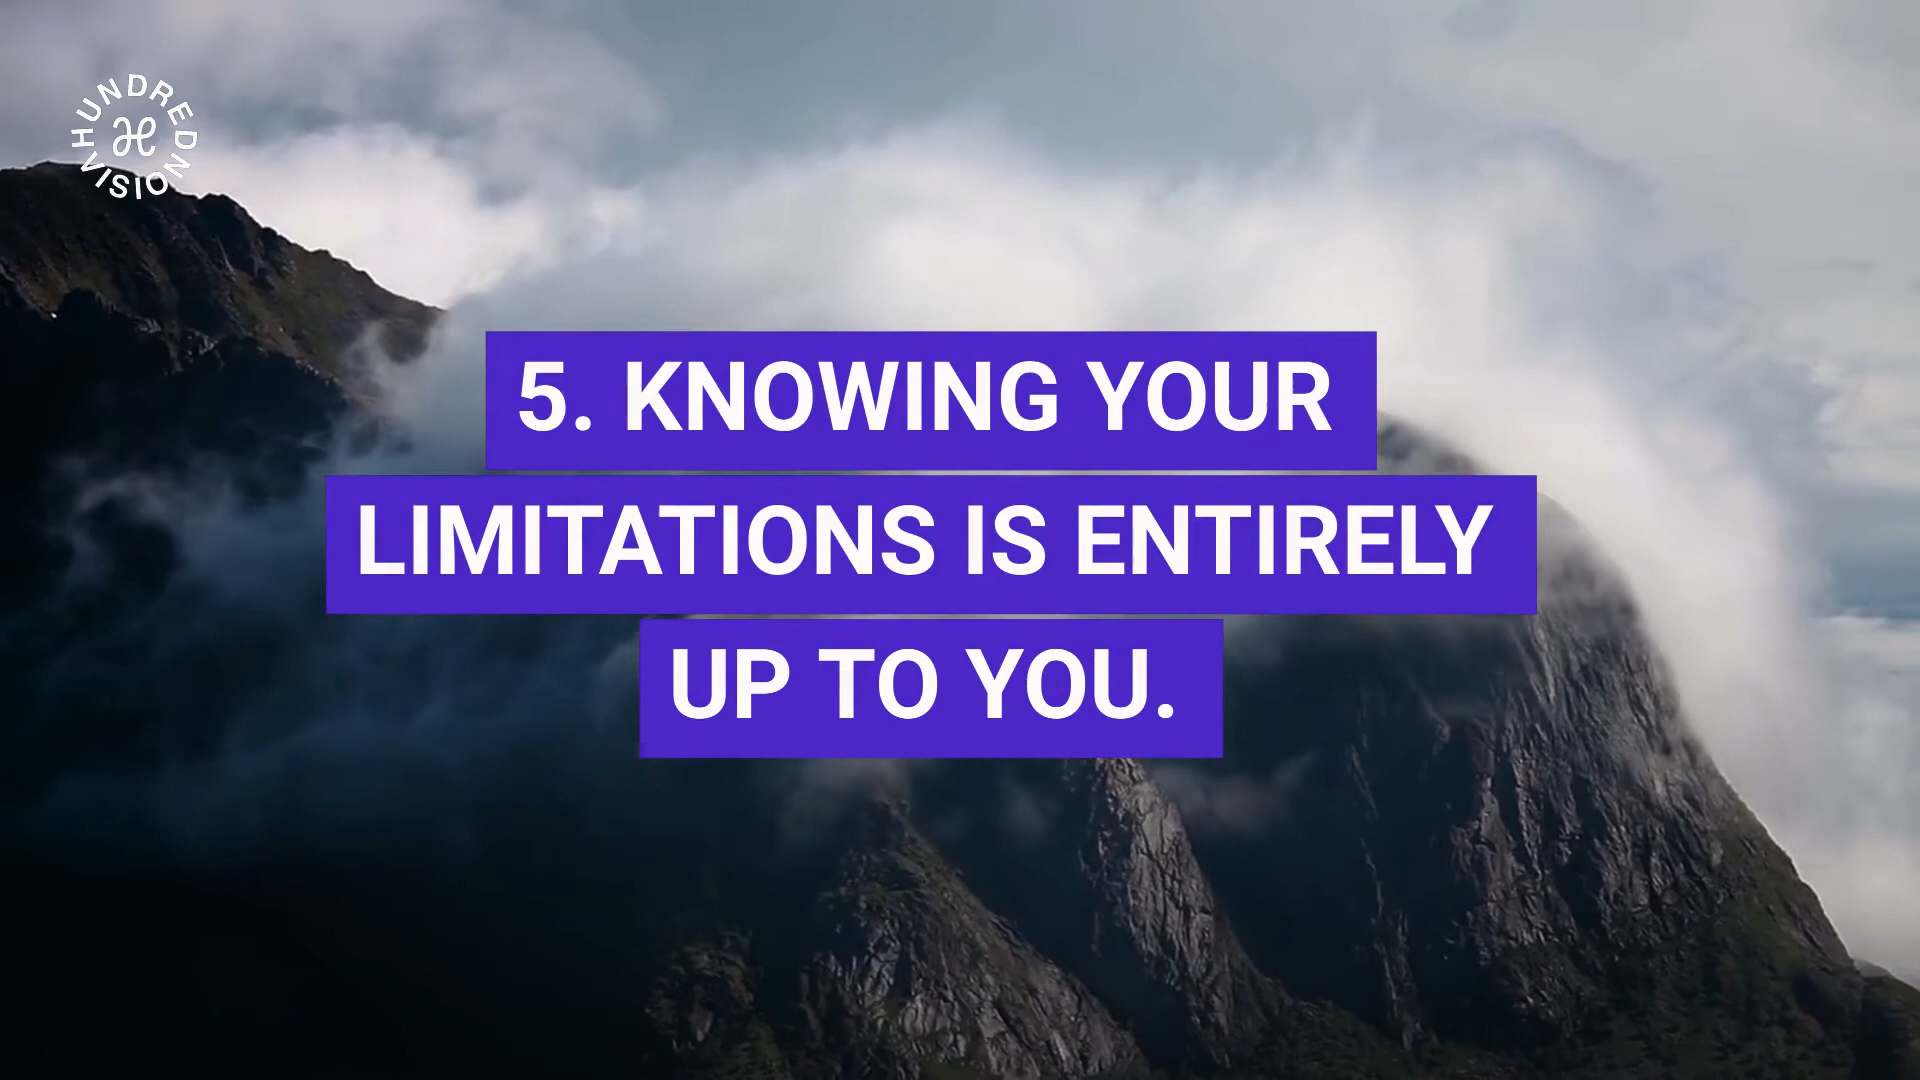 HUNDRED
VISION
5. KNOWING YOUR
LIMITATIONS IS ENTIRELY
UP TO YOU.